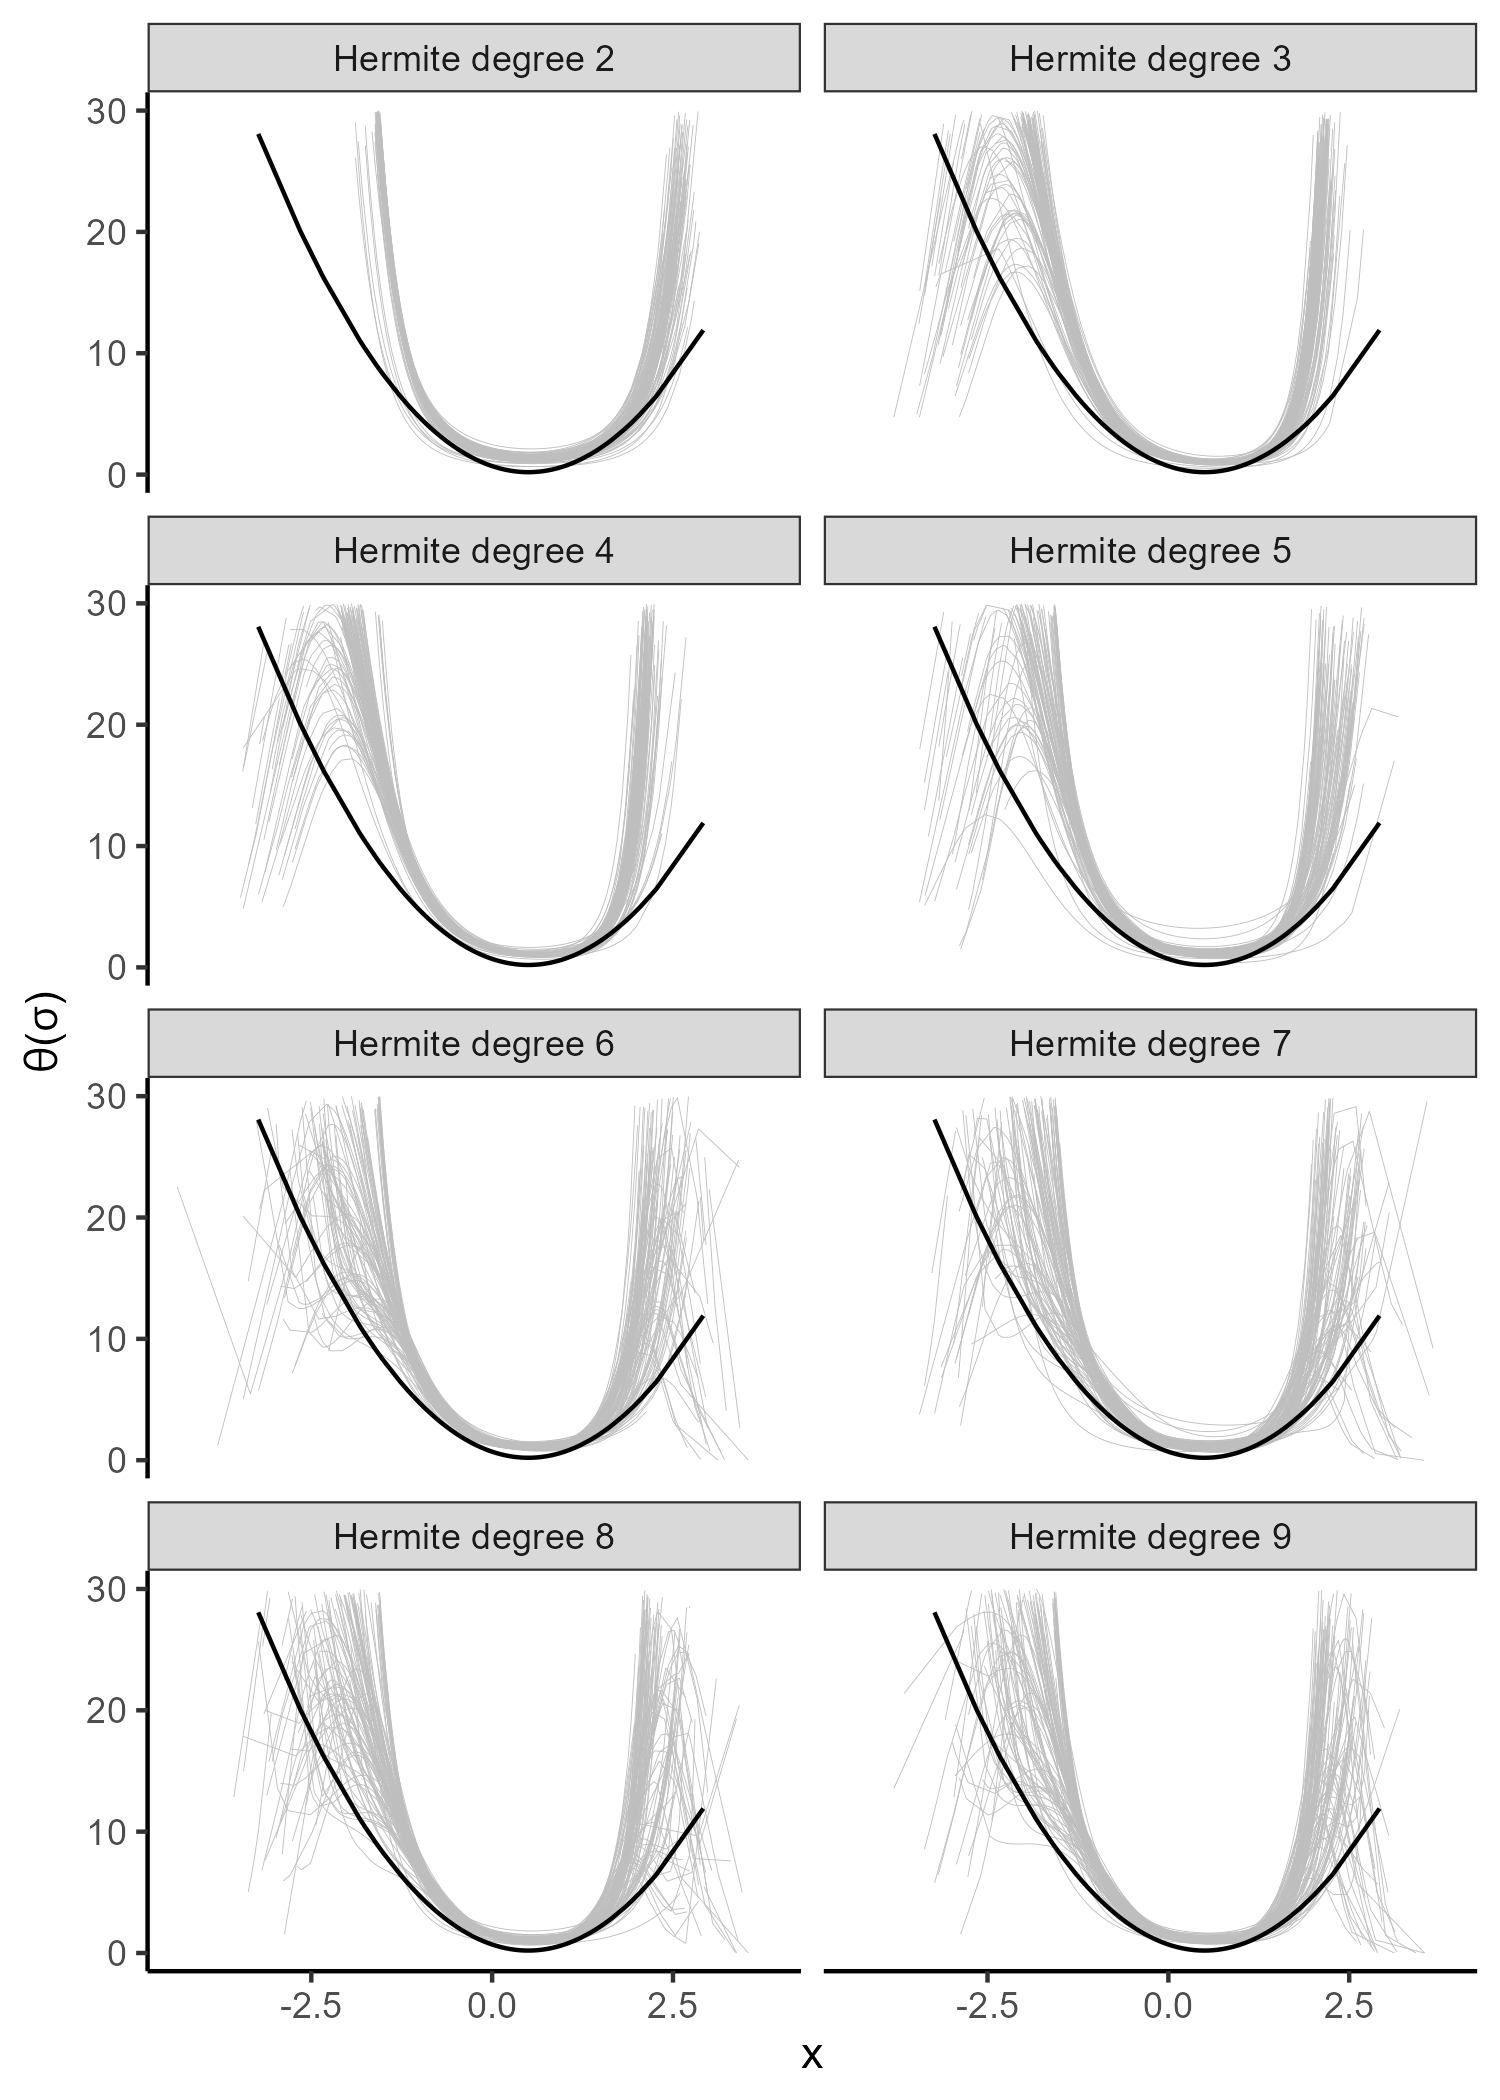 Hermite degree 2
Hermite degree 3
30
20
10
0
Hermite degree 4
Hermite degree 5
30
20
10
0
θ(σ)
Hermite degree 6
Hermite degree 7
30
20
10
0
Hermite degree 8
Hermite degree 9
30
20
10
0
-2.5 0.0 2.5
-2.5 0.0 2.5
x